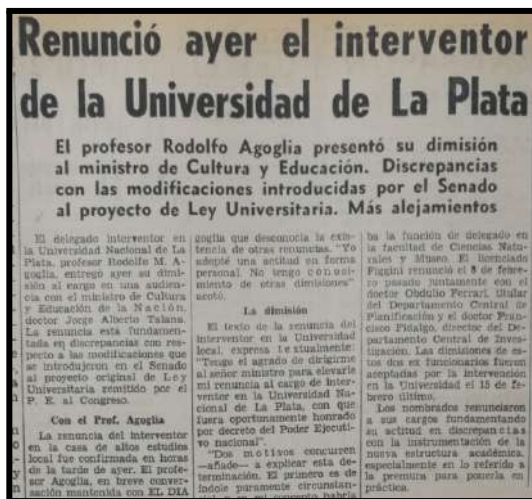 Renunció ayer el interventor
de la Universidad de La Plata
El profesor Rodolfo Agoglia presentó su dimisión
al ministro de Cultura y Educación. Discrepancias
con las modificaciones introducidas por el Senado
al proyecto de Ley Universitaria. Más alejamientos
El delegado interventor en
la Universidad Nacional de La
Plata, profesor Rodolfo M. A-
goglia, entregó ayer su dimi-
sión al cargo en una audien-
cia con el ministro de Cultura
y Educación de la Nación,
doctor Jorge Alberto Taiana.
La renuncia está fundamen-
tada en discrepancias con res-
pecto a las modificaciones que
se introdujeron en el Senado
al proyecto original de Ley
Universitaria remitido por el
P. E. al Congreso.
Con el Prof. Agoglia
La renuncia del interventor
en la casa de altos estudios
local fue confirmada en horas
de la tarde de ayer. El profe-
sor Agoglia, en breve conver-
sación mantenida con EL DIA
goglia que desconocía la exis-
tencia de otras renuncias. "Yo
adopté una actitud en forma
personal. No tengo conoci-
miento de otras dimisiones"
acotó.
La dimisión
El texto de la renuncia del
interventor en la Universidad
local, expresa textualmente:
"Tengo el agrado de dirigirme
al señor ministro para elevarle
mi renuncia al cargo de Inter-
ventor en la Universidad Na-
cional de La Plata, con que
fuera oportunamente honrado
por decreto del Poder Ejecuti-
vo nacional".
"Dos motivos concurren
—añade— a explicar esta de-
terminación. El primero es de
índole puramente circunstan-
mi concepto habría
ba la función de delegado en
la facultad de Ciencias Natu-
rales y Museo. El licenciado
Figgini renunció el 8 de febre-
ro pasado juntamente con el
doctor Obdulio Ferrari, titular
del Departamento Central de
Planificación y el doctor Fran-
cisco Fidalgo, director del De-
partamento Central de Inves-
tigación. Las dimisiones de es-
tos dos ex funcionarios fueron
aceptadas por la intervención
en la Universidad el 15 de fe-
brero último.
Los nombrados renunciaron
a sus cargos fundamentando
su actitud en discrepancias
con la instrumentación de la
nueva estructura académica,
especialmente en lo referido a
la premura para ponerla en
práctica.